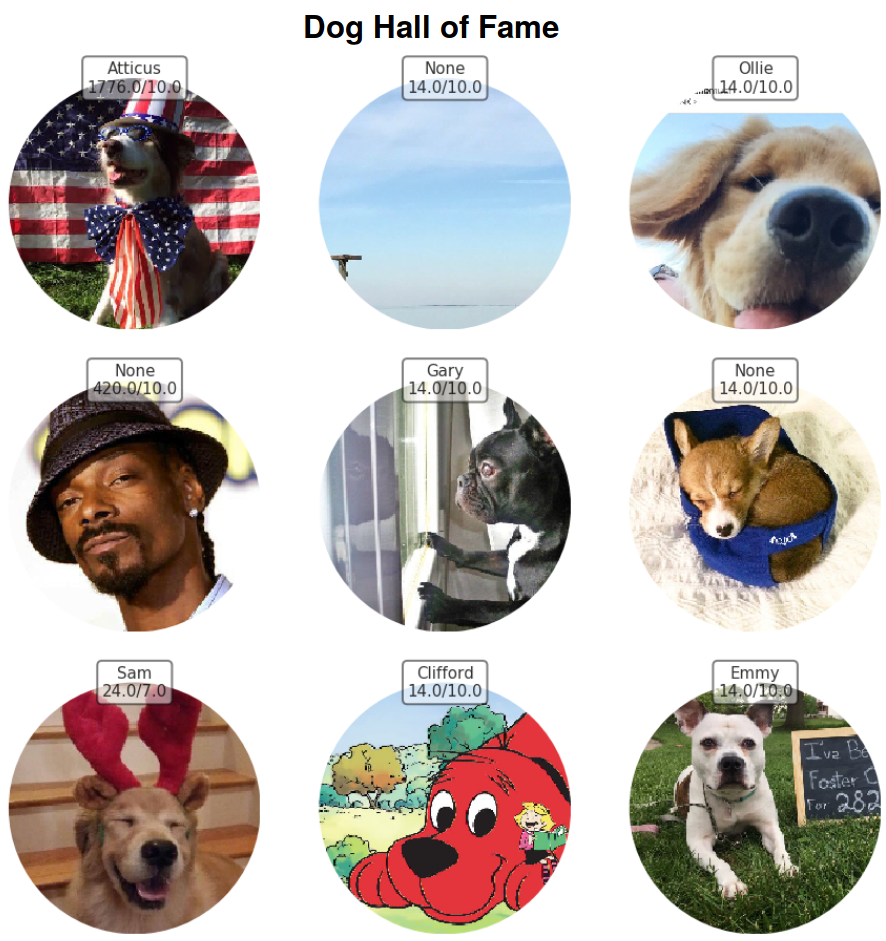 Dog Hall of Fame
Atticus
1776.0/10.0
None
14.0/10.0
Ollie
14.0/10.0
None
420.0/10.0
Gary
14.0/10.0
None
14.0/10.0
Sam
24.0/7.0
Clifford
14.0/10.0
Emmy
14.0/10.0
I've Be
Foster C
For 282